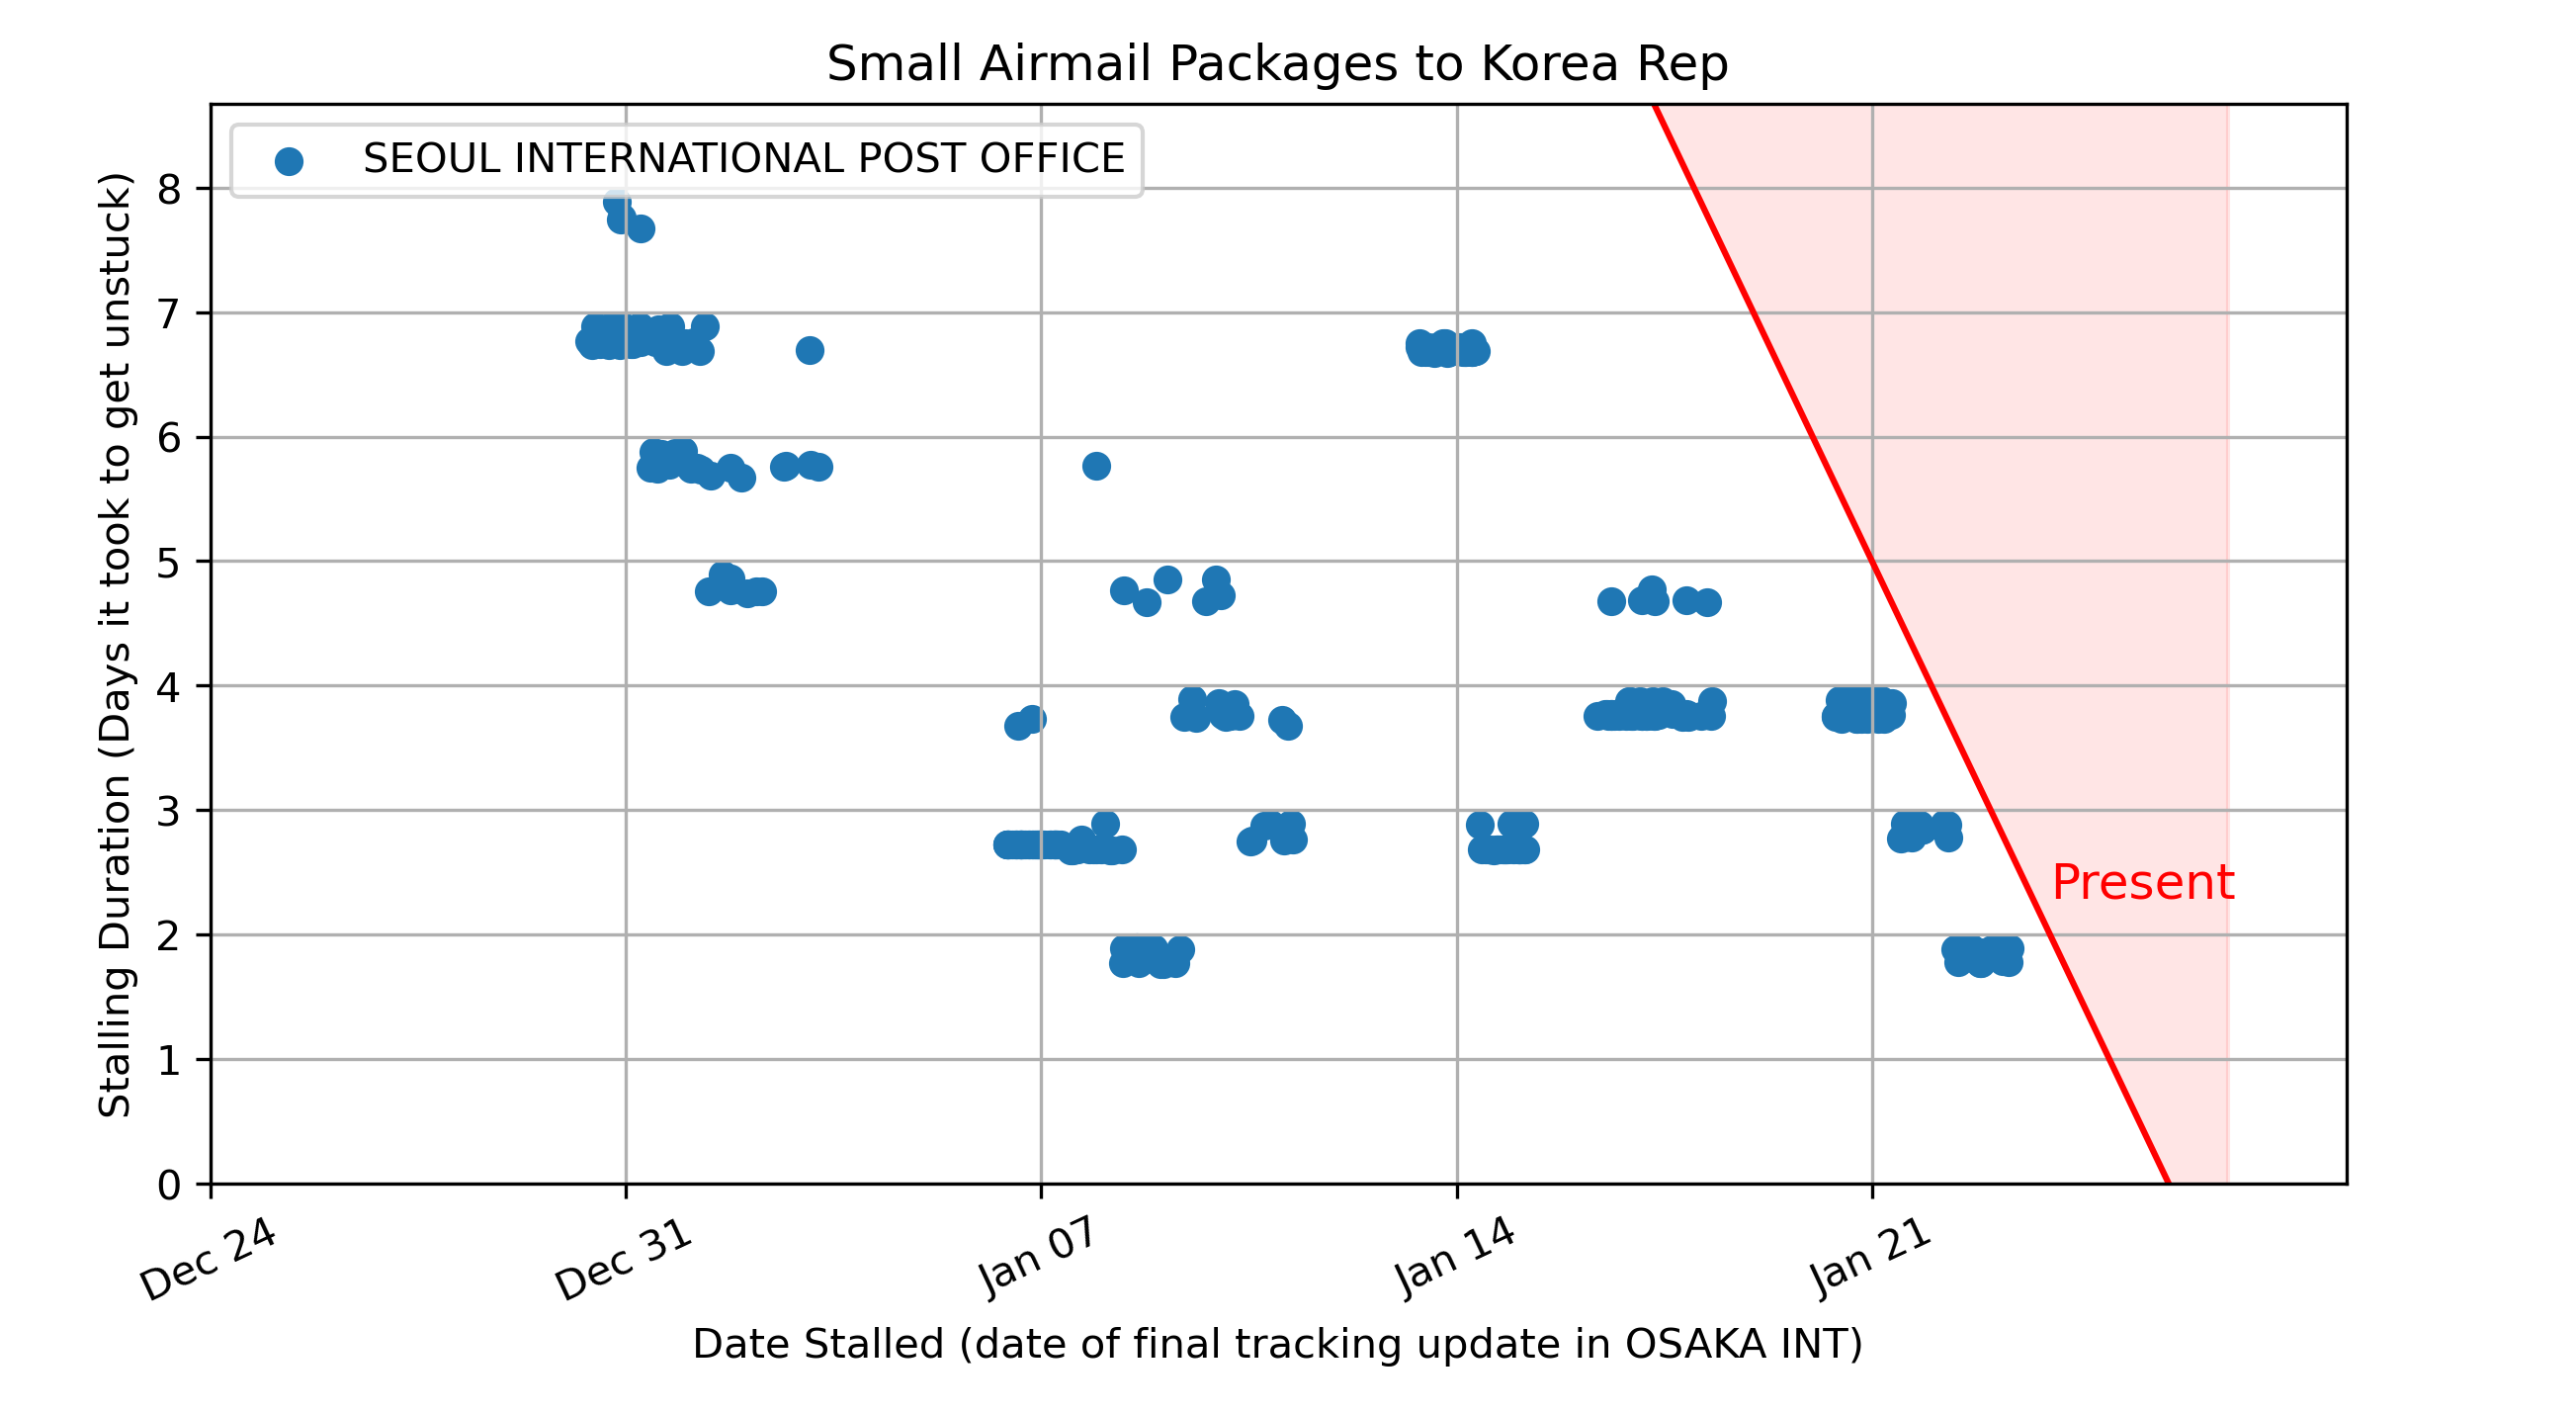 Small Airmail Packages to Korea Rep
SEOUL INTERNATIONAL POST OFFICE
Stalling Duration (Days it took to get unstuck)
8
7
6
5
4
3
2
1
0
Present
Dec 24
Dec 31
Jan 07
Jan 14
Jan 21
Date Stalled (date of final tracking update in OSAKA INT)